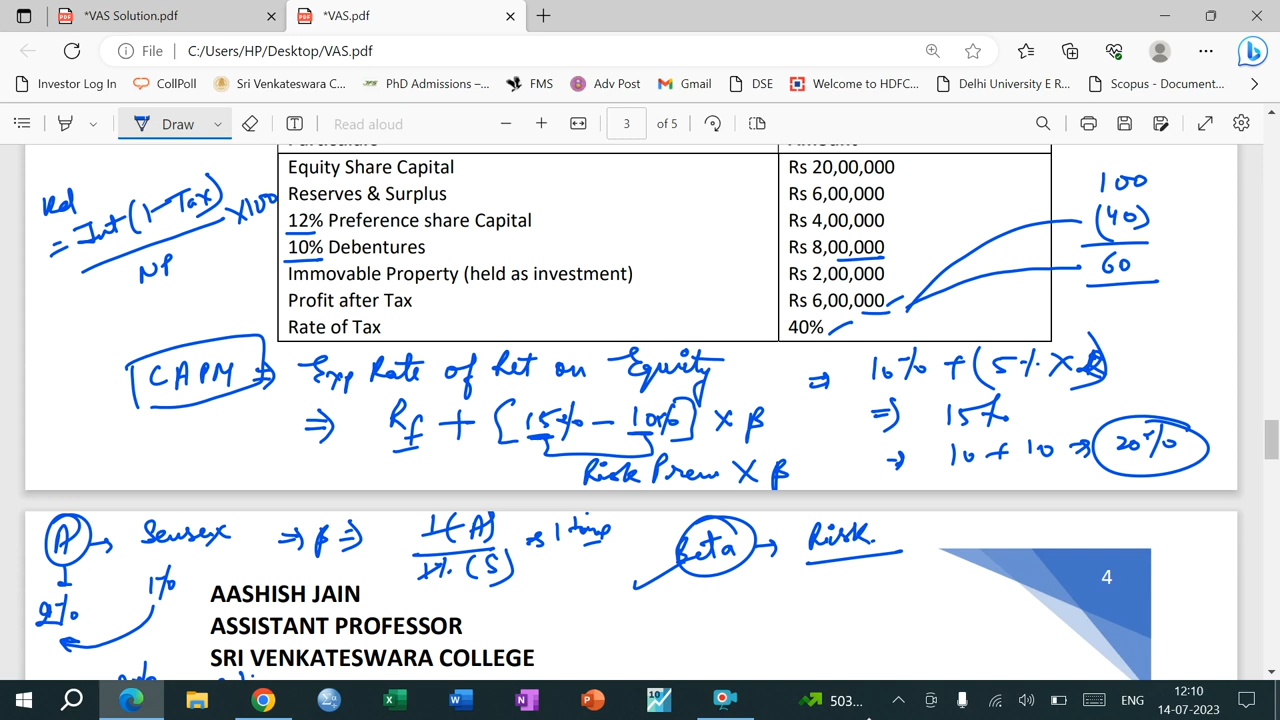 *VAS Solution.pdf
*VAS.pdf
File C:/Users/HP/Desktop/VAS.pdf
Investor Log In CollPoll Sri Venkateswara C... PhD Admissions –... FMS Adv Post Gmail DSE Welcome to HDFC... Delhi University E R... Scopus - Document...
Draw Read aloud 3 of 5
Equity Share Capital Rs 20,00,000
Reserves & Surplus Rs 6,00,000
12% Preference share Capital Rs 4,00,000
10% Debentures Rs 8,00,000
Immovable Property (held as investment) Rs 2,00,000
Profit after Tax Rs 6,00,000
Rate of Tax 40%
Kd
= Int (1-Tax) X100
NP
100
(40)
60
CAPM ⇒ Exp Rate of Ret on Equity
⇒ Rf + [15% - 10%] X β
Risk Prem X β
⇒ 10% + (5% X
⇒ 15%
⇒ 10 + 10 ⇒ 20%
A → Sensex ⇒ β ⇒ 1(A) ⇒ 1 time Beta → Risk.
1% (S)
2% 1%
4
AASHISH JAIN
ASSISTANT PROFESSOR
SRI VENKATESWARA COLLEGE
503...
ENG
12:10
14-07-2023